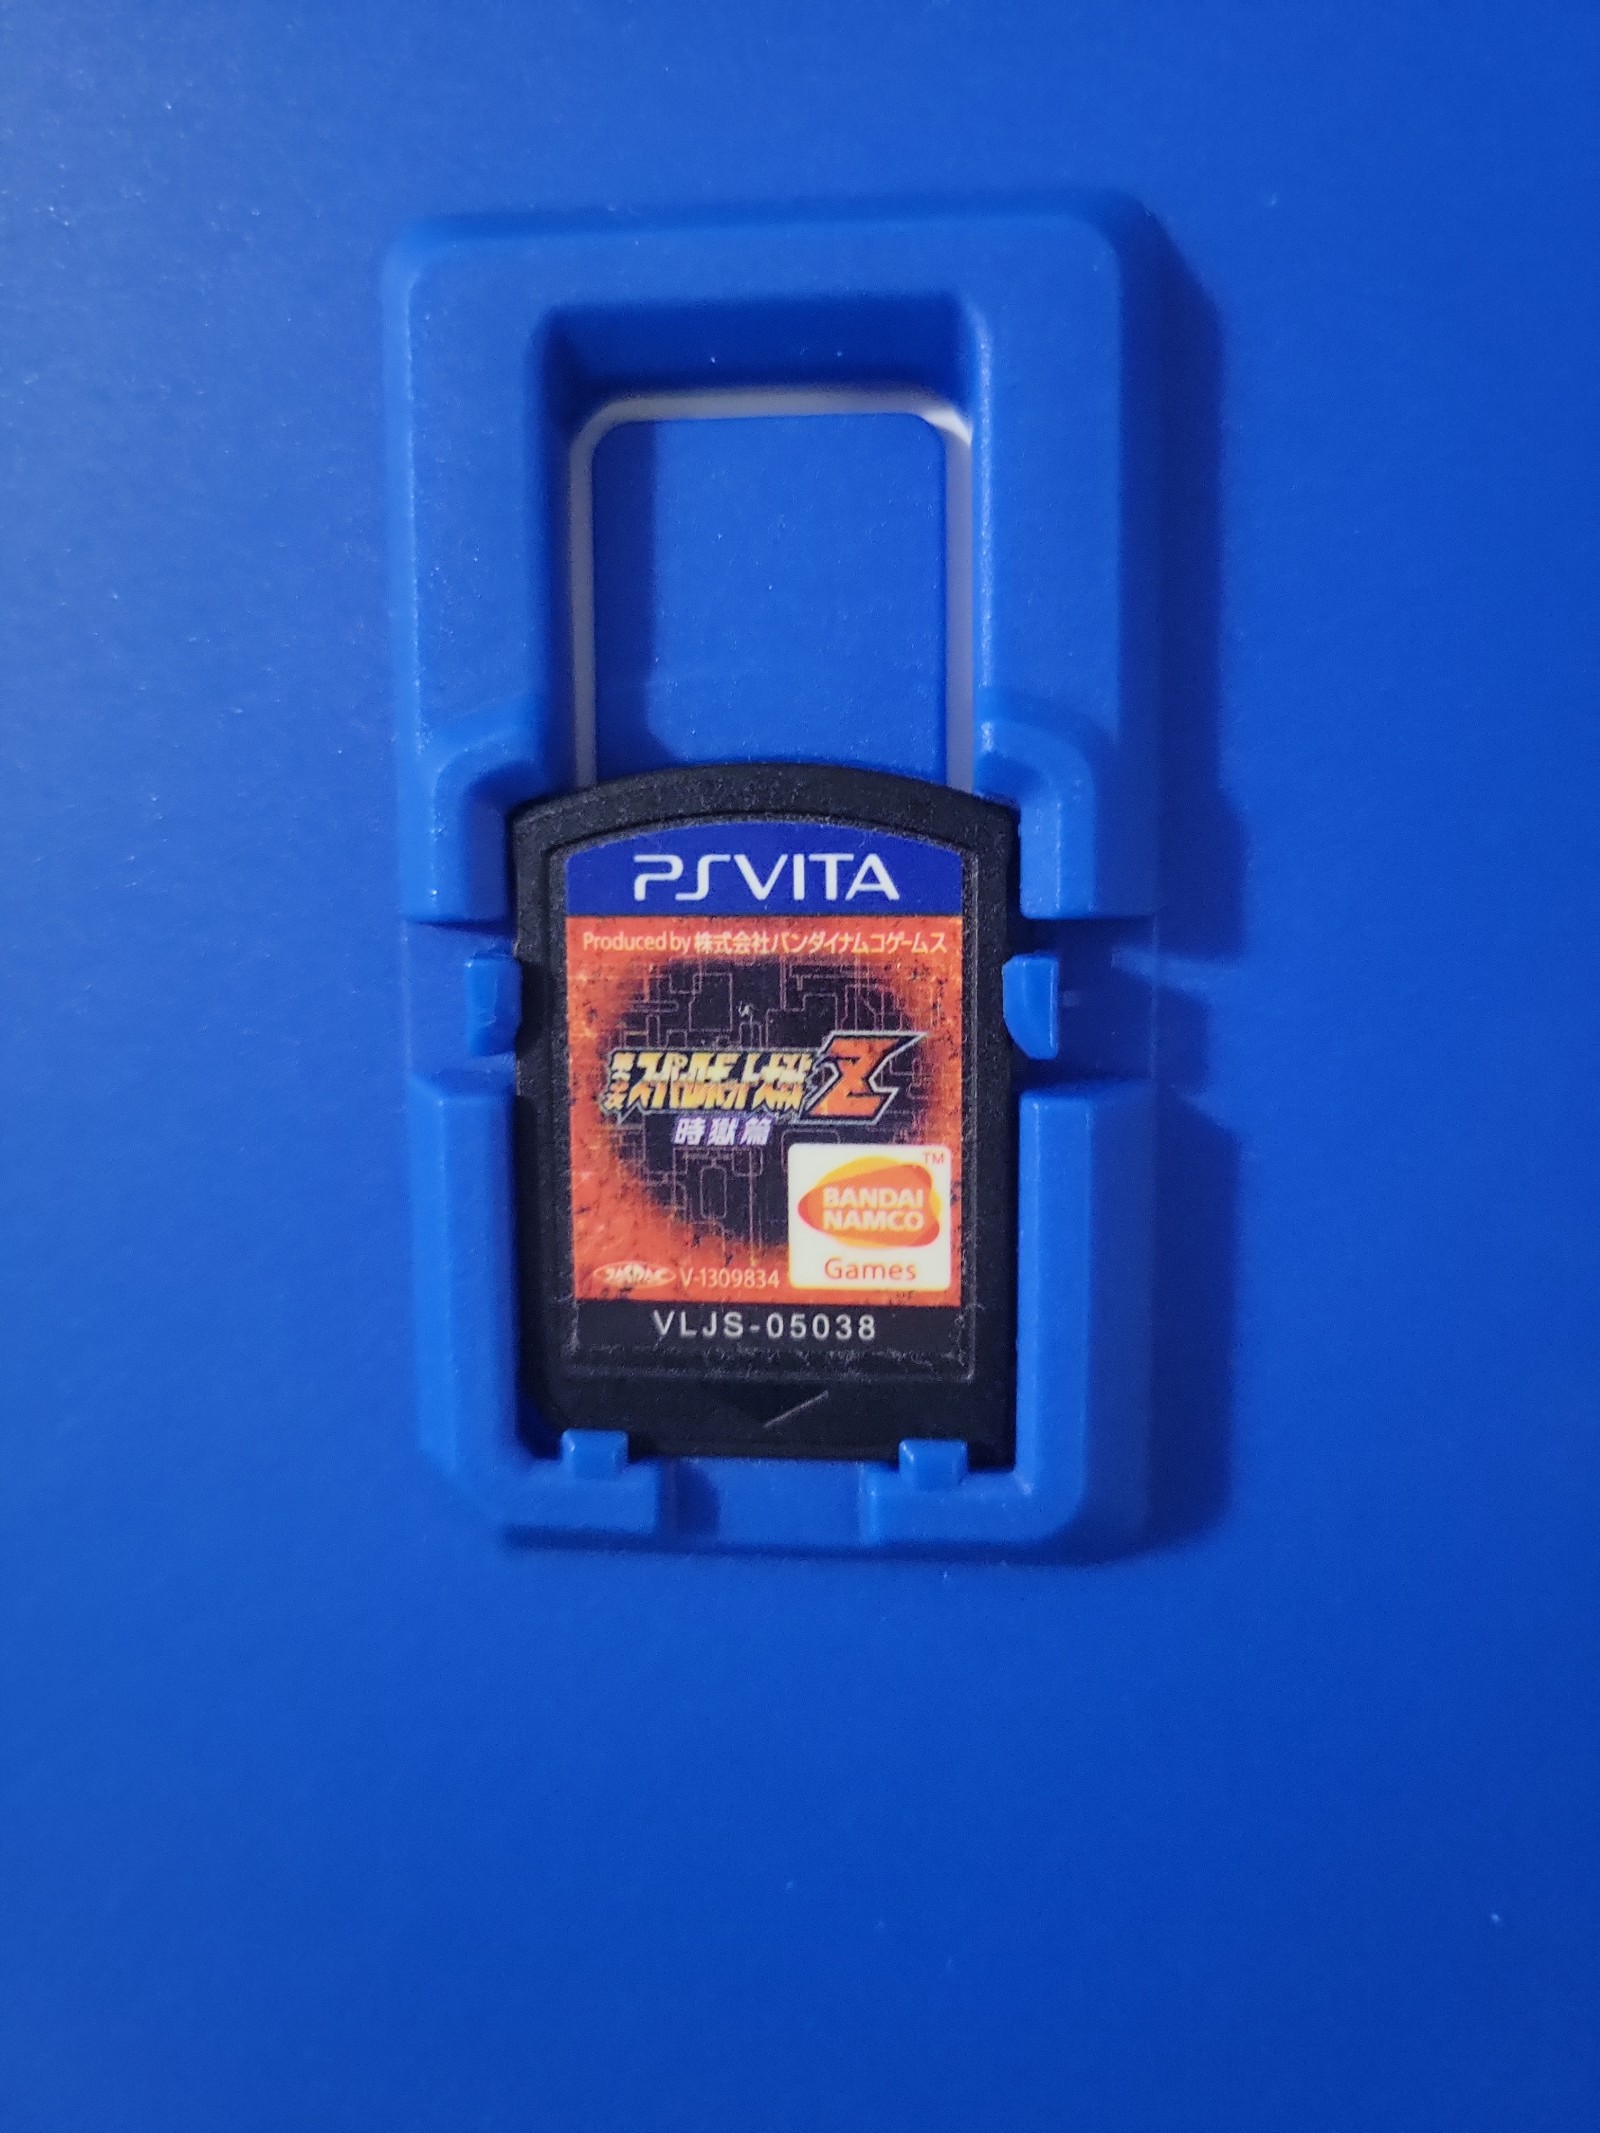 PSVITA
Produced by 株式会社バンダイナムコゲームス
第3次 スーパーロボット大戦 Z
時獄篇
TM
BANDAI
NAMCO
Games
V-1309834
VLJS-05038